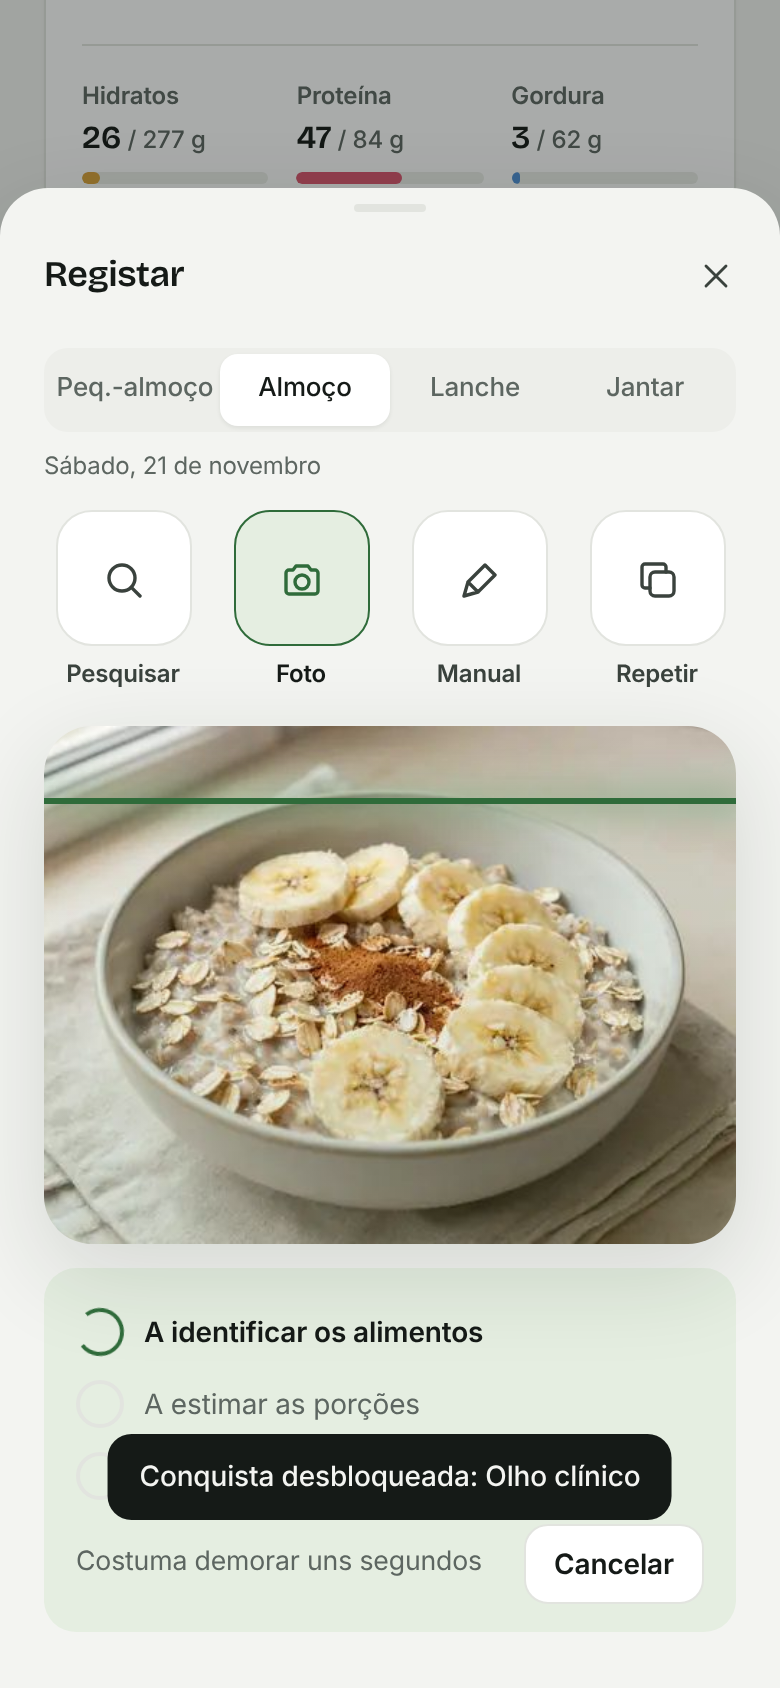 Hidratos
Proteína
Gordura
26 / 277 g
47 / 84 g
3 / 62 g
Registar
Peq.-almoço
Almoço
Lanche
Jantar
Sábado, 21 de novembro
Pesquisar
Foto
Manual
Repetir
A identificar os alimentos
A estimar as porções
Conquista desbloqueada: Olho clínico
Costuma demorar uns segundos
Cancelar